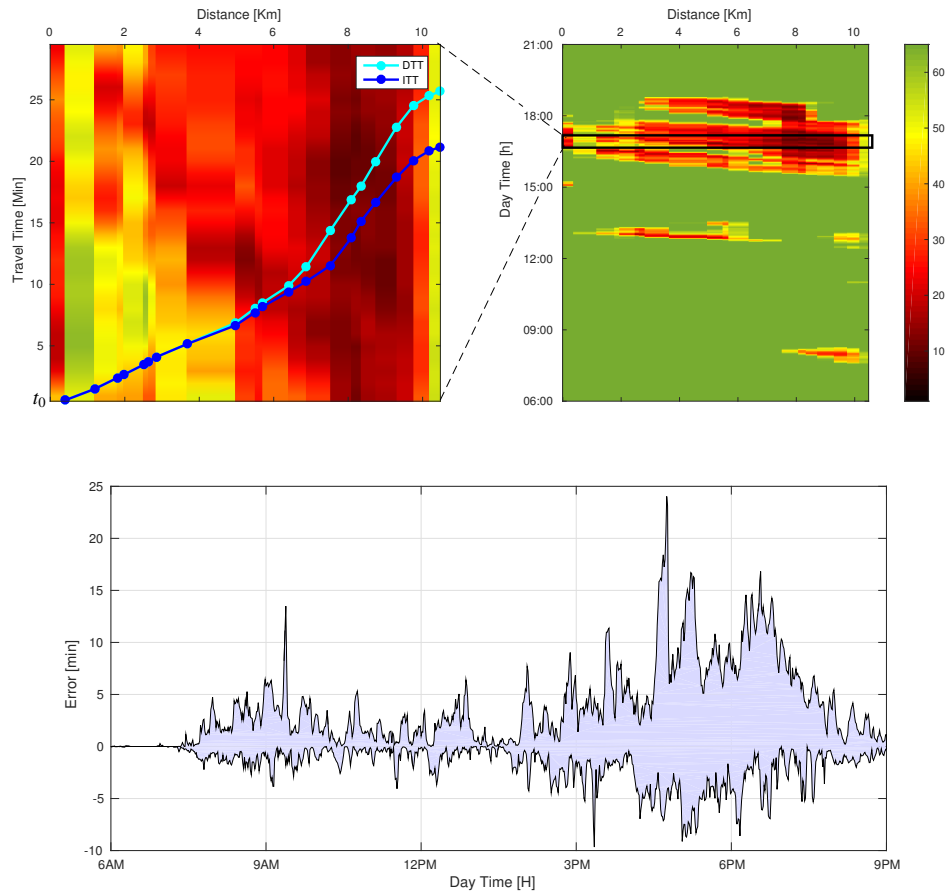 Distance [Km]
0 2 4 6 8 10
Travel Time [Min]
25
20
15
10
5
t0
DTT
ITT
Distance [Km]
0 2 4 6 8 10
Day Time [h]
21:00
18:00
15:00
12:00
09:00
06:00
60
50
40
30
20
10
Error [min]
25
20
15
10
5
0
-5
-10
6AM 9AM 12PM 3PM 6PM 9PM
Day Time [H]